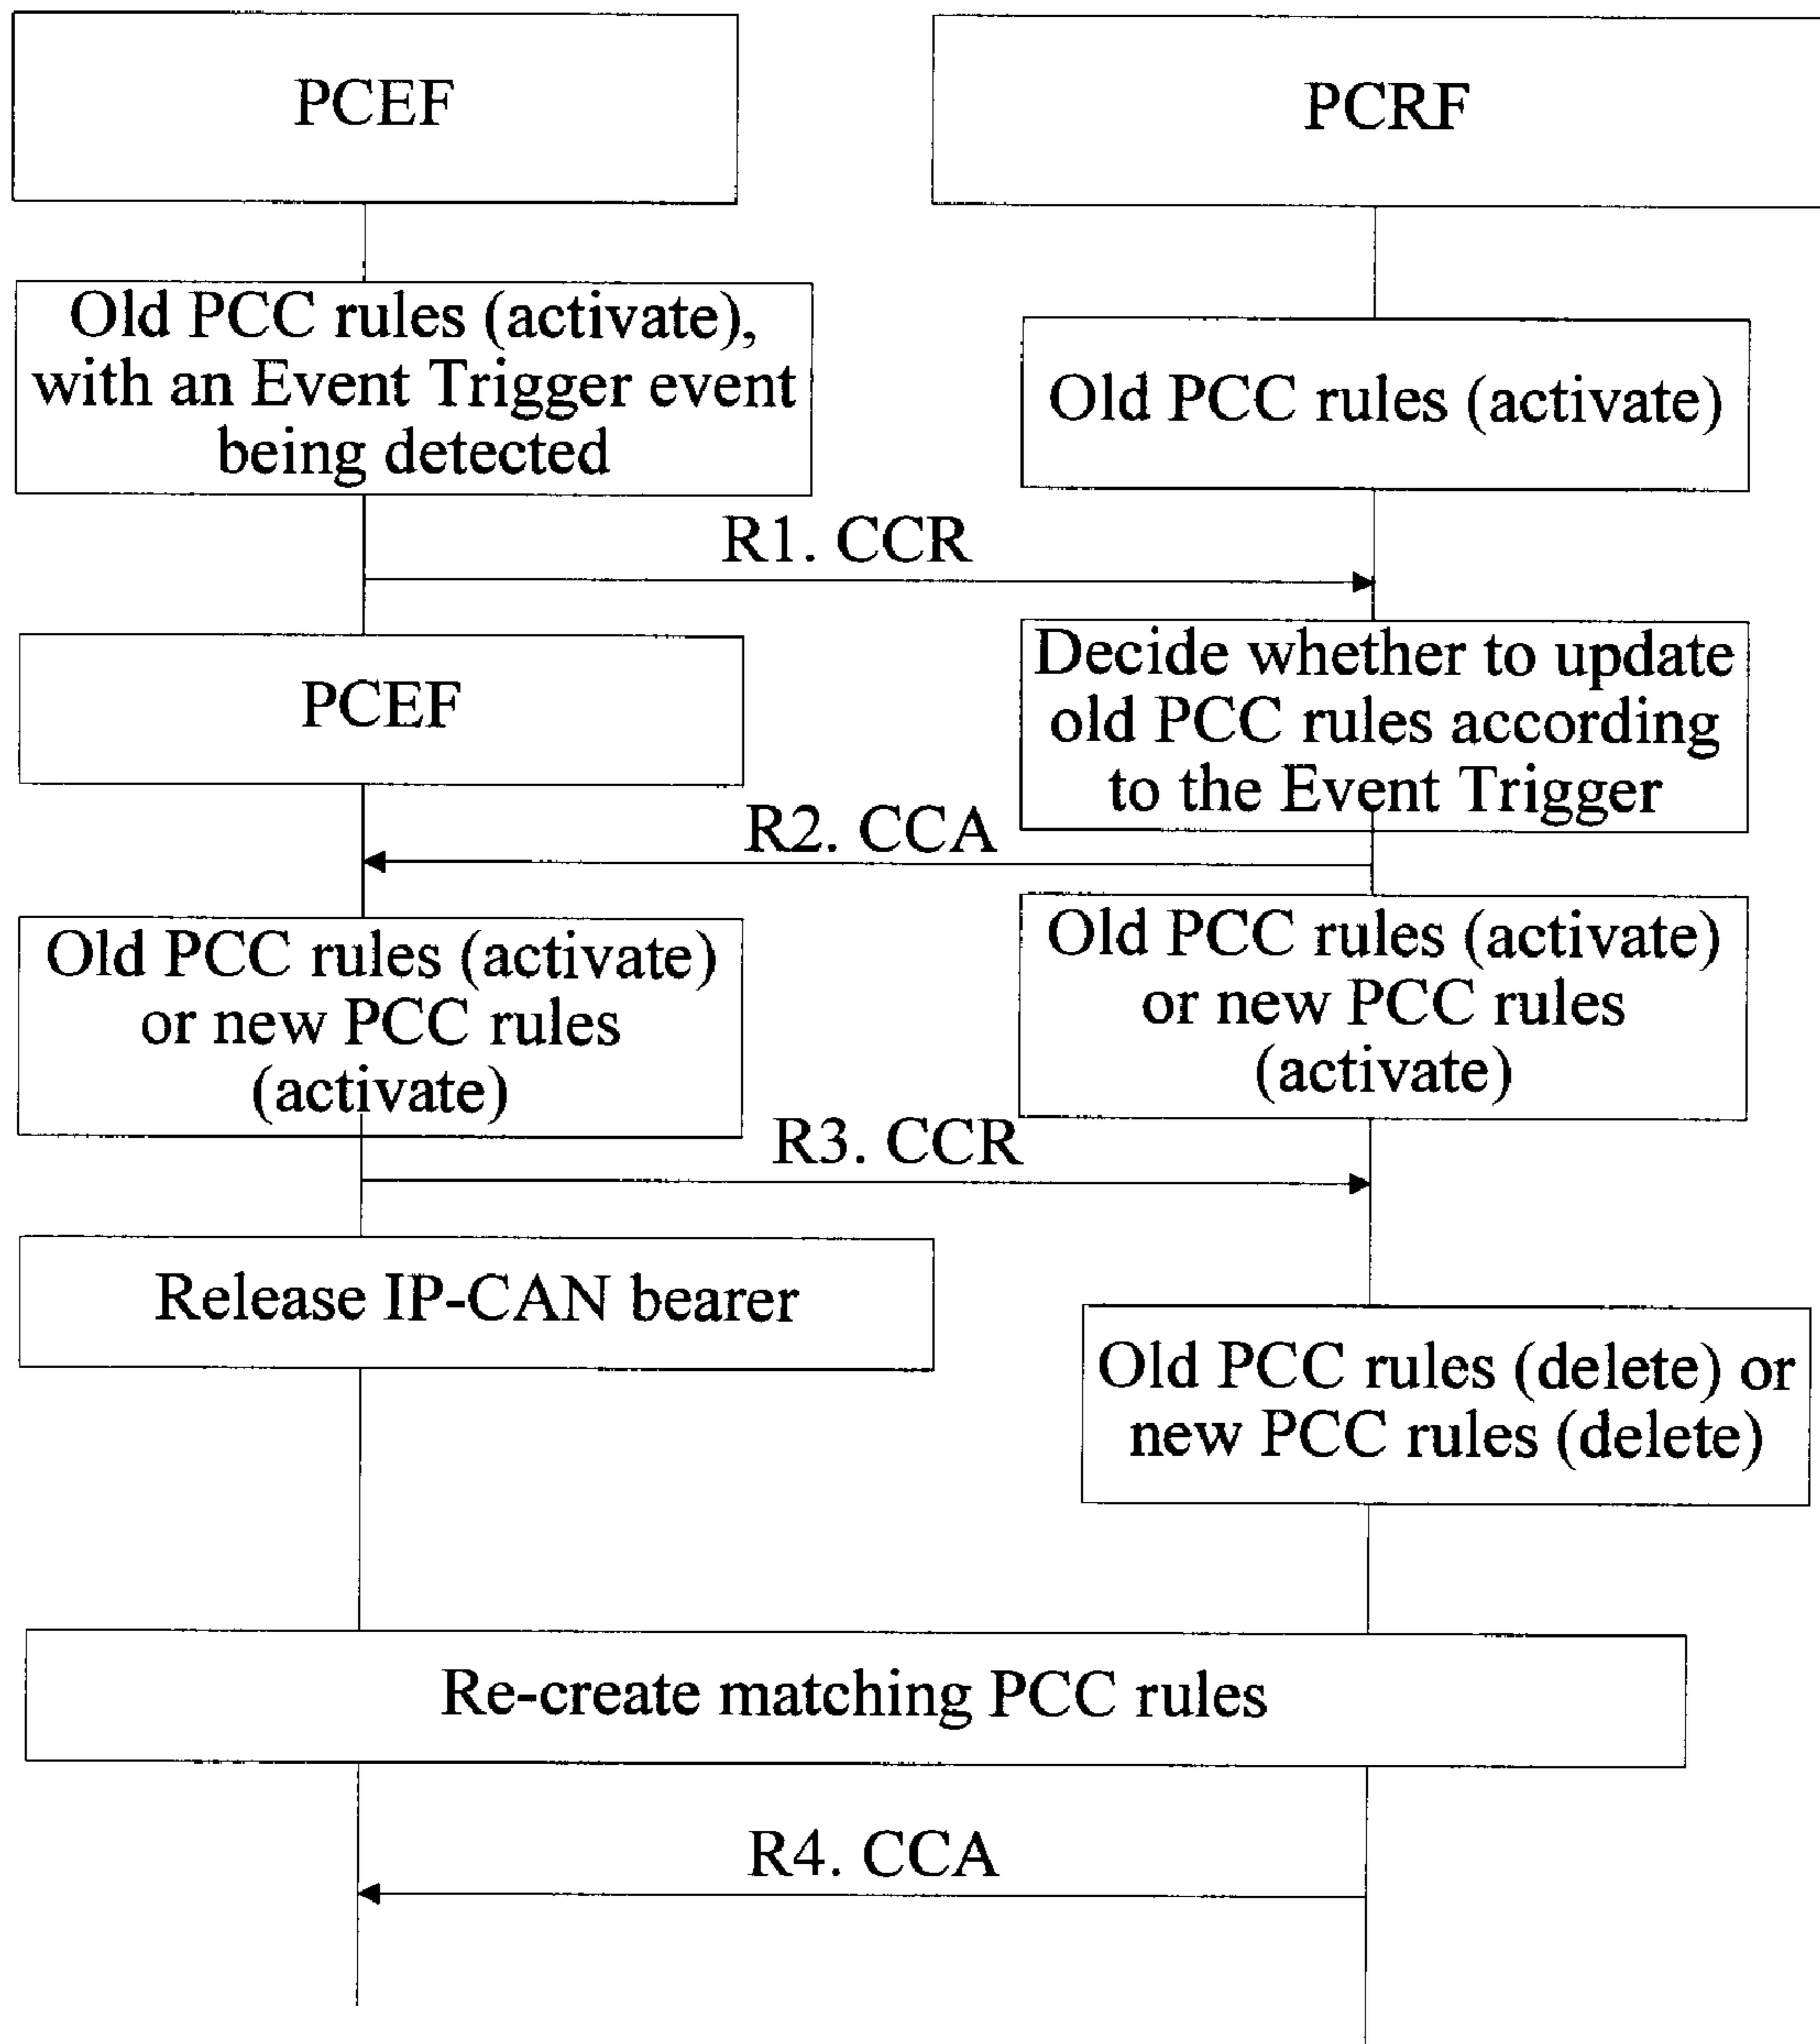 PCEF
PCRF
Old PCC rules (activate),
with an Event Trigger event
being detected
Old PCC rules (activate)
R1. CCR
PCEF
Decide whether to update
old PCC rules according
to the Event Trigger
R2. CCA
Old PCC rules (activate)
or new PCC rules
(activate)
Old PCC rules (activate)
or new PCC rules
(activate)
R3. CCR
Release IP-CAN bearer
Old PCC rules (delete) or
new PCC rules (delete)
Re-create matching PCC rules
R4. CCA